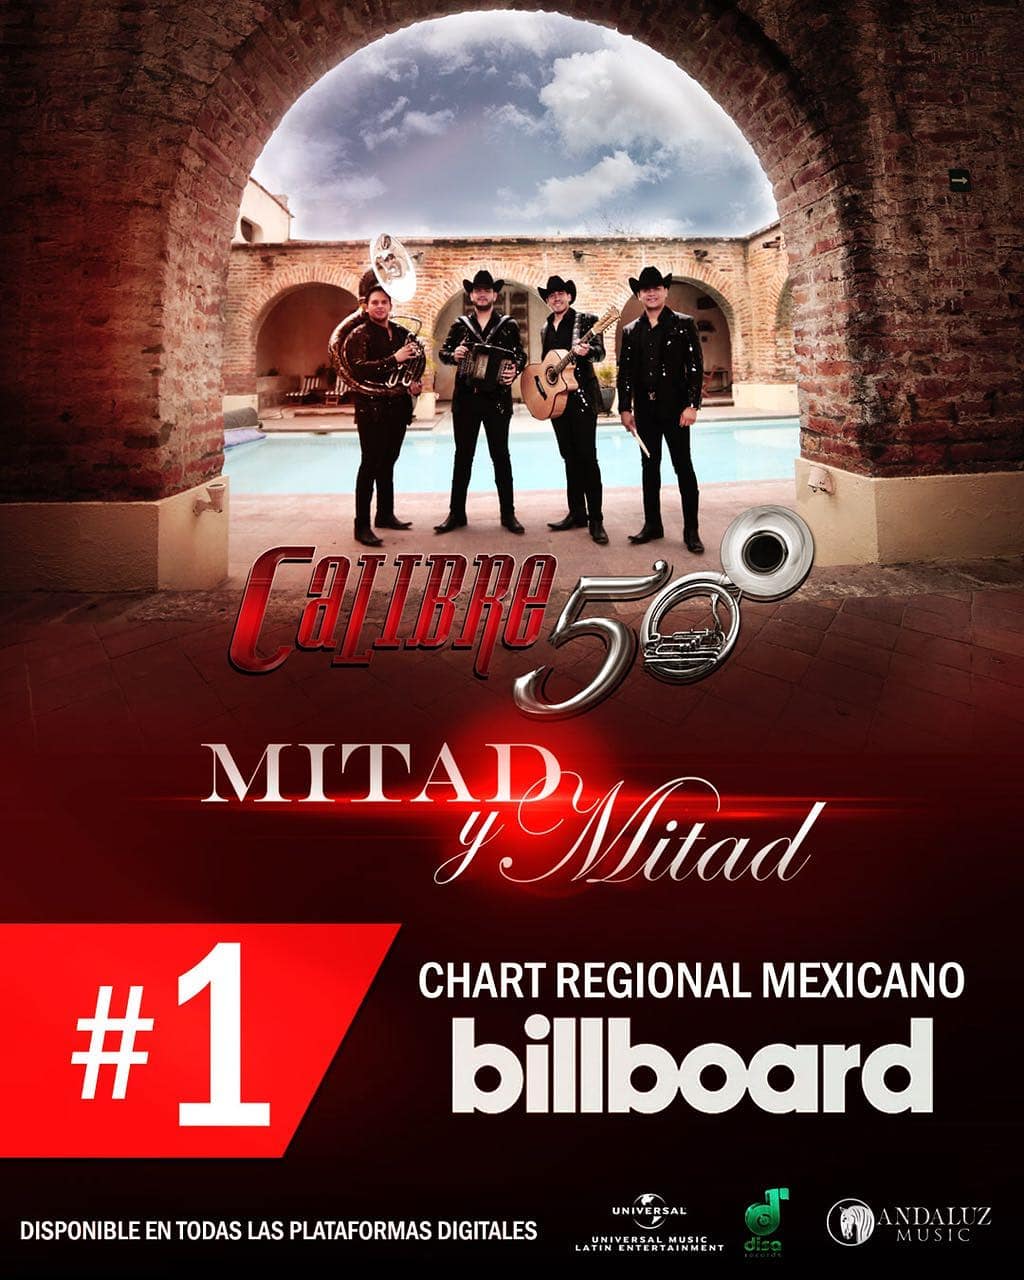 CALIBRE 50
MITAD
y Mitad
#1
CHART REGIONAL MEXICANO
billboard
DISPONIBLE EN TODAS LAS PLATAFORMAS DIGITALES
UNIVERSAL
UNIVERSAL MUSIC
LATIN ENTERTAINMENT
disa
RECORDS
ANDALUZ
MUSIC